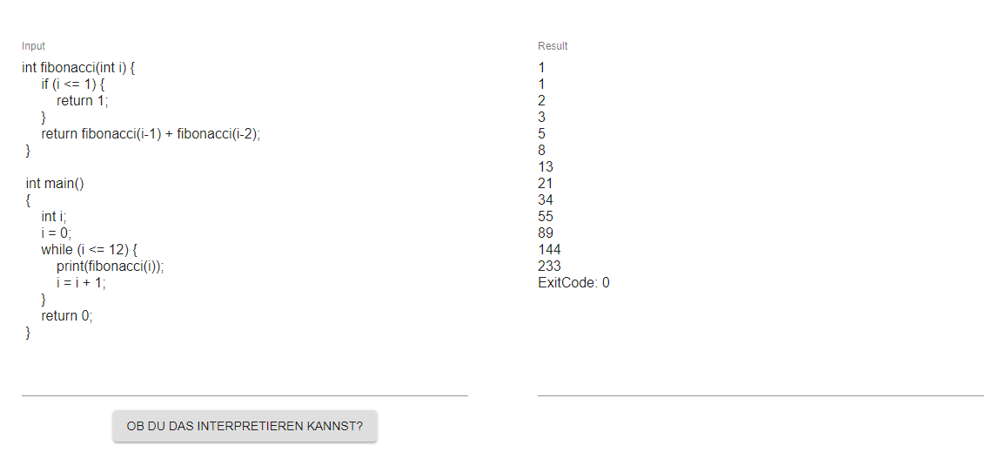 Input
int fibonacci(int i) {
if (i <= 1) {
return 1;
}
return fibonacci(i-1) + fibonacci(i-2);
}
int main()
{
int i;
i = 0;
while (i <= 12) {
print(fibonacci(i));
i = i + 1;
}
return 0;
}
OB DU DAS INTERPRETIEREN KANNST?
Result
1
1
2
3
5
8
13
21
34
55
89
144
233
ExitCode: 0